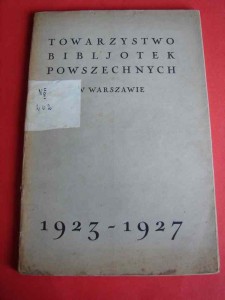 TOWARZYSTWO
BIBLJOTEK
POWSZECHNYCH
W WARSZAWIE
1923-1927